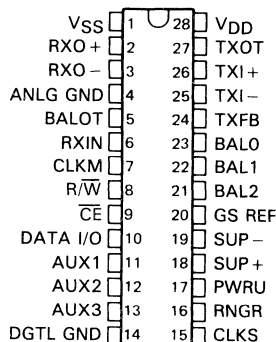 VSS 1 28 VDD
RXO+ 2 27 TXOT
RXO- 3 26 TXI+
ANLG GND 4 25 TXI-
BALOT 5 24 TXFB
RXIN 6 23 BAL0
CLKM 7 22 BAL1
R/W̅ 8 21 BAL2
C̅E̅ 9 20 GS REF
DATA I/O 10 19 SUP-
AUX1 11 18 SUP+
AUX2 12 17 PWRU
AUX3 13 16 RNGR
DGTL GND 14 15 CLKS